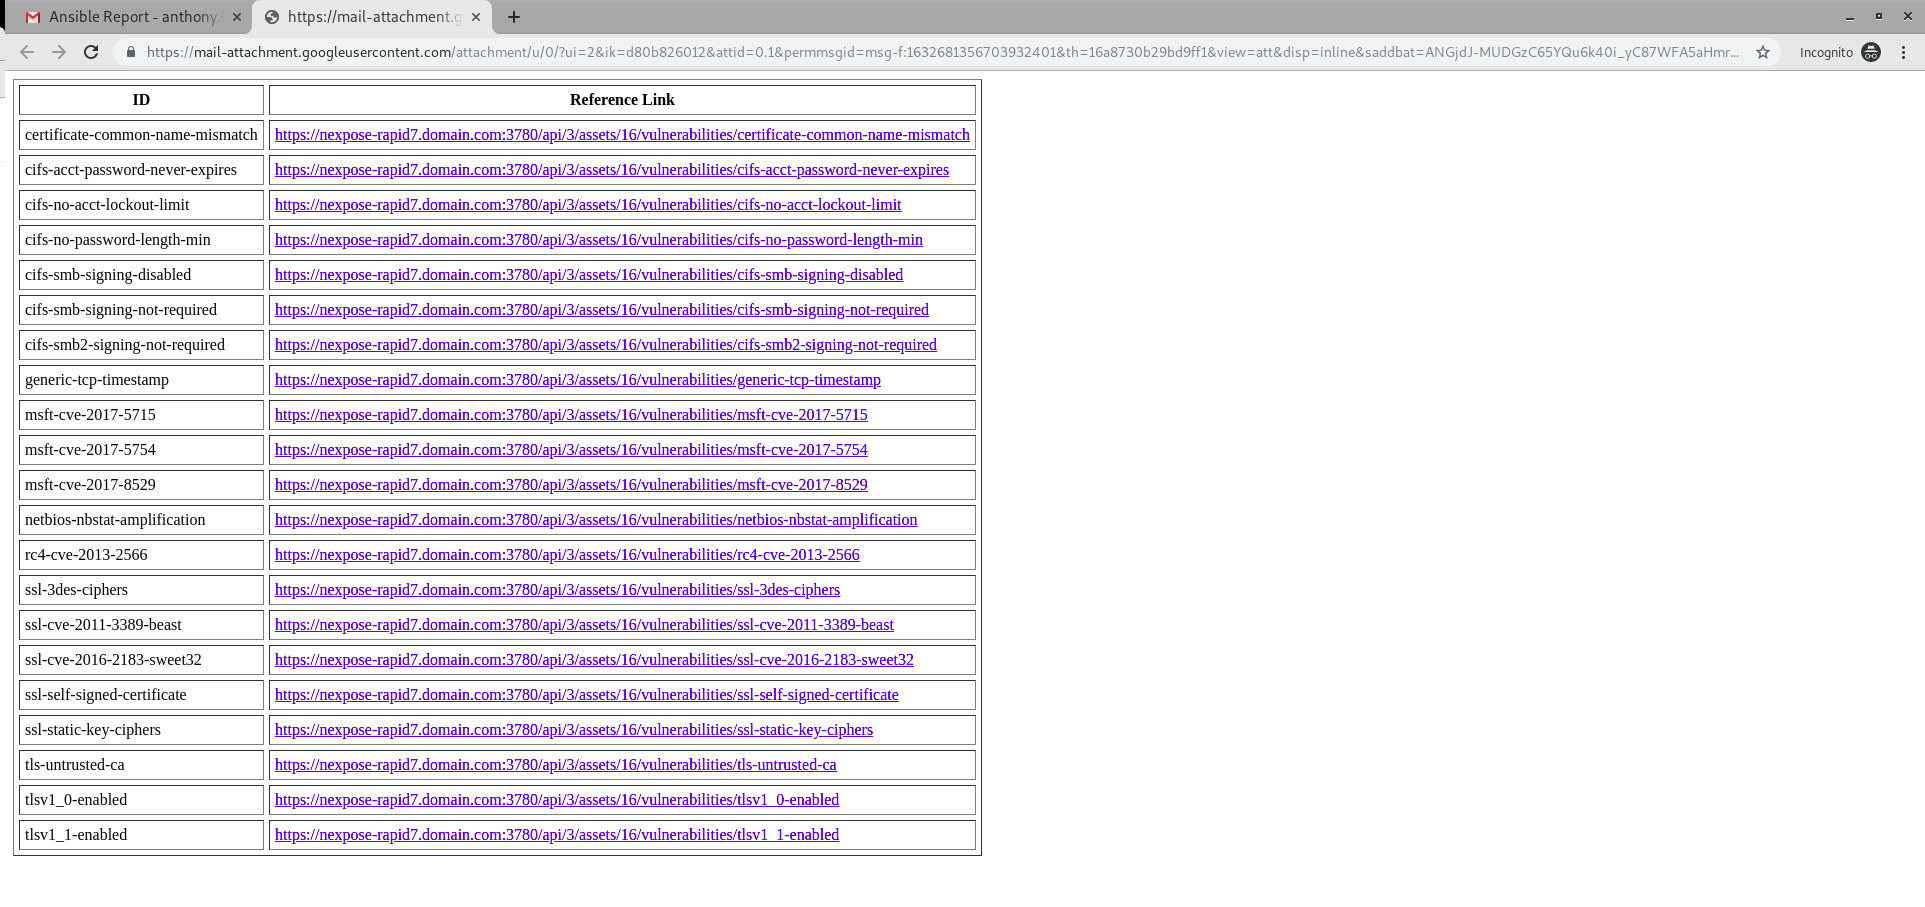 Ansible Report - anthony.
https://mail-attachment.g
https://mail-attachment.googleusercontent.com/attachment/u/0/?ui=2&ik=d80b826012&attid=0.1&permmsgid=msg-f:1632681356703932401&th=16a8730b29bd9ff1&view=att&disp=inline&saddbat=ANGjdJ-MUDGzC65YQu6k40i_yC87WFA5aHmr... Incognito
ID Reference Link
certificate-common-name-mismatch https://nexpose-rapid7.domain.com:3780/api/3/assets/16/vulnerabilities/certificate-common-name-mismatch
cifs-acct-password-never-expires https://nexpose-rapid7.domain.com:3780/api/3/assets/16/vulnerabilities/cifs-acct-password-never-expires
cifs-no-acct-lockout-limit https://nexpose-rapid7.domain.com:3780/api/3/assets/16/vulnerabilities/cifs-no-acct-lockout-limit
cifs-no-password-length-min https://nexpose-rapid7.domain.com:3780/api/3/assets/16/vulnerabilities/cifs-no-password-length-min
cifs-smb-signing-disabled https://nexpose-rapid7.domain.com:3780/api/3/assets/16/vulnerabilities/cifs-smb-signing-disabled
cifs-smb-signing-not-required https://nexpose-rapid7.domain.com:3780/api/3/assets/16/vulnerabilities/cifs-smb-signing-not-required
cifs-smb2-signing-not-required https://nexpose-rapid7.domain.com:3780/api/3/assets/16/vulnerabilities/cifs-smb2-signing-not-required
generic-tcp-timestamp https://nexpose-rapid7.domain.com:3780/api/3/assets/16/vulnerabilities/generic-tcp-timestamp
msft-cve-2017-5715 https://nexpose-rapid7.domain.com:3780/api/3/assets/16/vulnerabilities/msft-cve-2017-5715
msft-cve-2017-5754 https://nexpose-rapid7.domain.com:3780/api/3/assets/16/vulnerabilities/msft-cve-2017-5754
msft-cve-2017-8529 https://nexpose-rapid7.domain.com:3780/api/3/assets/16/vulnerabilities/msft-cve-2017-8529
netbios-nbstat-amplification https://nexpose-rapid7.domain.com:3780/api/3/assets/16/vulnerabilities/netbios-nbstat-amplification
rc4-cve-2013-2566 https://nexpose-rapid7.domain.com:3780/api/3/assets/16/vulnerabilities/rc4-cve-2013-2566
ssl-3des-ciphers https://nexpose-rapid7.domain.com:3780/api/3/assets/16/vulnerabilities/ssl-3des-ciphers
ssl-cve-2011-3389-beast https://nexpose-rapid7.domain.com:3780/api/3/assets/16/vulnerabilities/ssl-cve-2011-3389-beast
ssl-cve-2016-2183-sweet32 https://nexpose-rapid7.domain.com:3780/api/3/assets/16/vulnerabilities/ssl-cve-2016-2183-sweet32
ssl-self-signed-certificate https://nexpose-rapid7.domain.com:3780/api/3/assets/16/vulnerabilities/ssl-self-signed-certificate
ssl-static-key-ciphers https://nexpose-rapid7.domain.com:3780/api/3/assets/16/vulnerabilities/ssl-static-key-ciphers
tls-untrusted-ca https://nexpose-rapid7.domain.com:3780/api/3/assets/16/vulnerabilities/tls-untrusted-ca
tlsv1_0-enabled https://nexpose-rapid7.domain.com:3780/api/3/assets/16/vulnerabilities/tlsv1_0-enabled
tlsv1_1-enabled https://nexpose-rapid7.domain.com:3780/api/3/assets/16/vulnerabilities/tlsv1_1-enabled